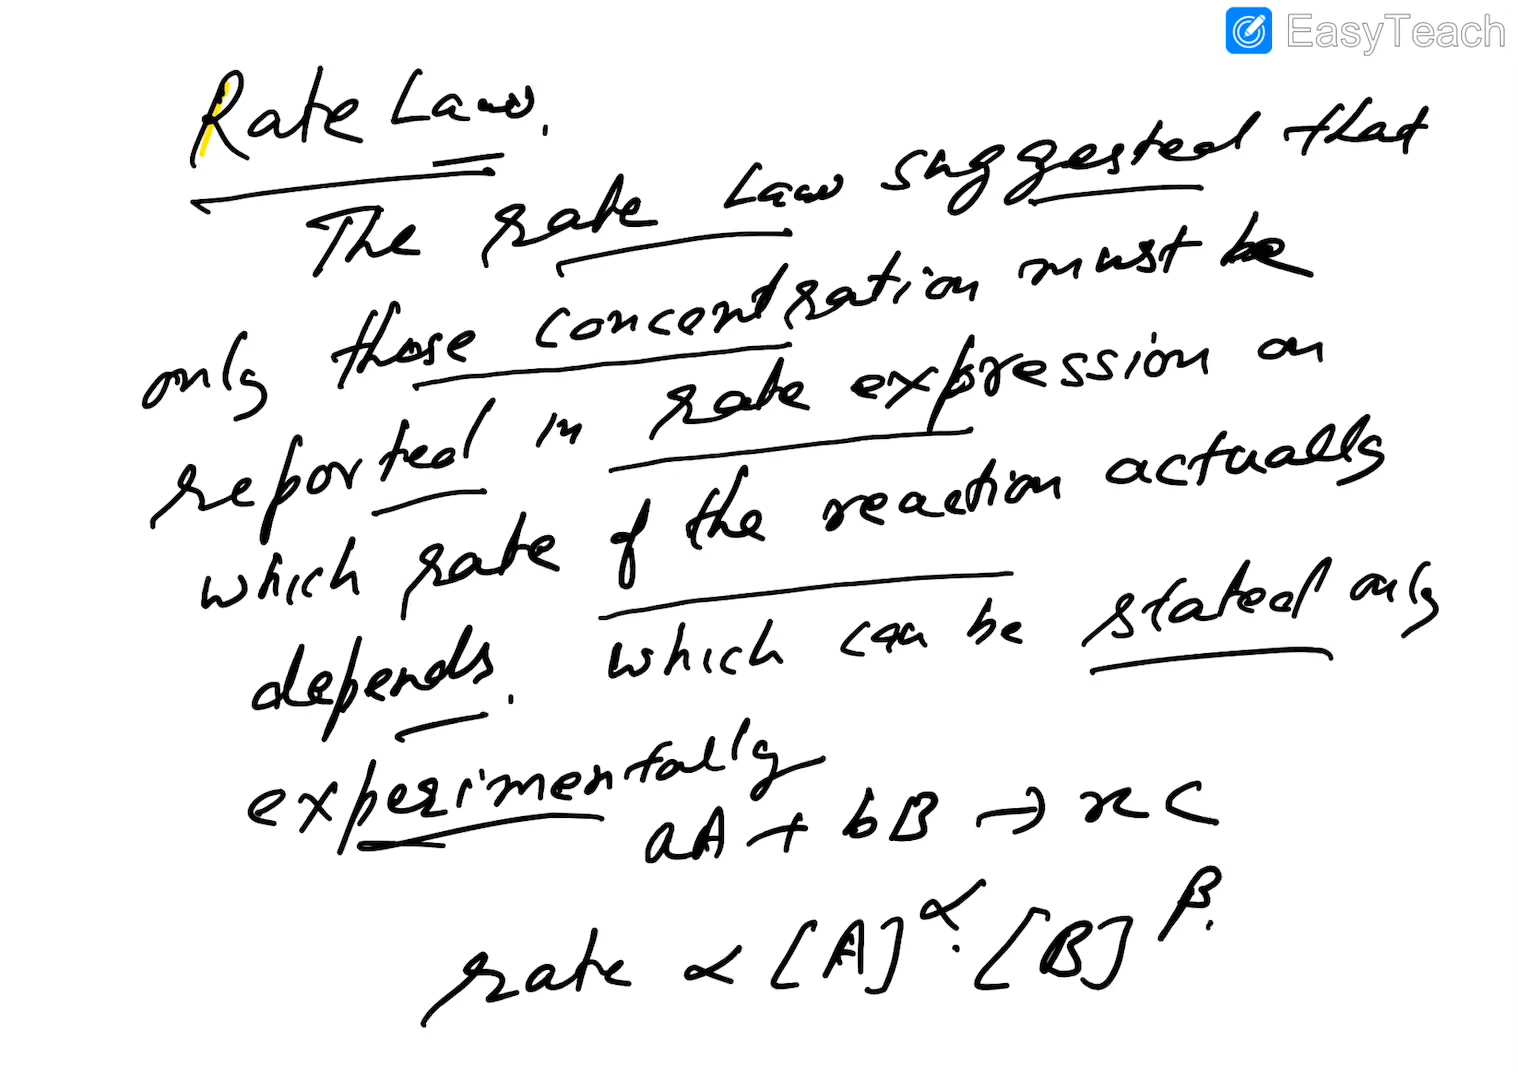 EasyTeach
Rate Law.
The rate Law suggested that
only those concentration must be
reported in rate expression on
which rate of the reaction actually
depends. which can be stated only
experimentally
aA + bB → xC
rate ∝ [A]^α. [B]^β.